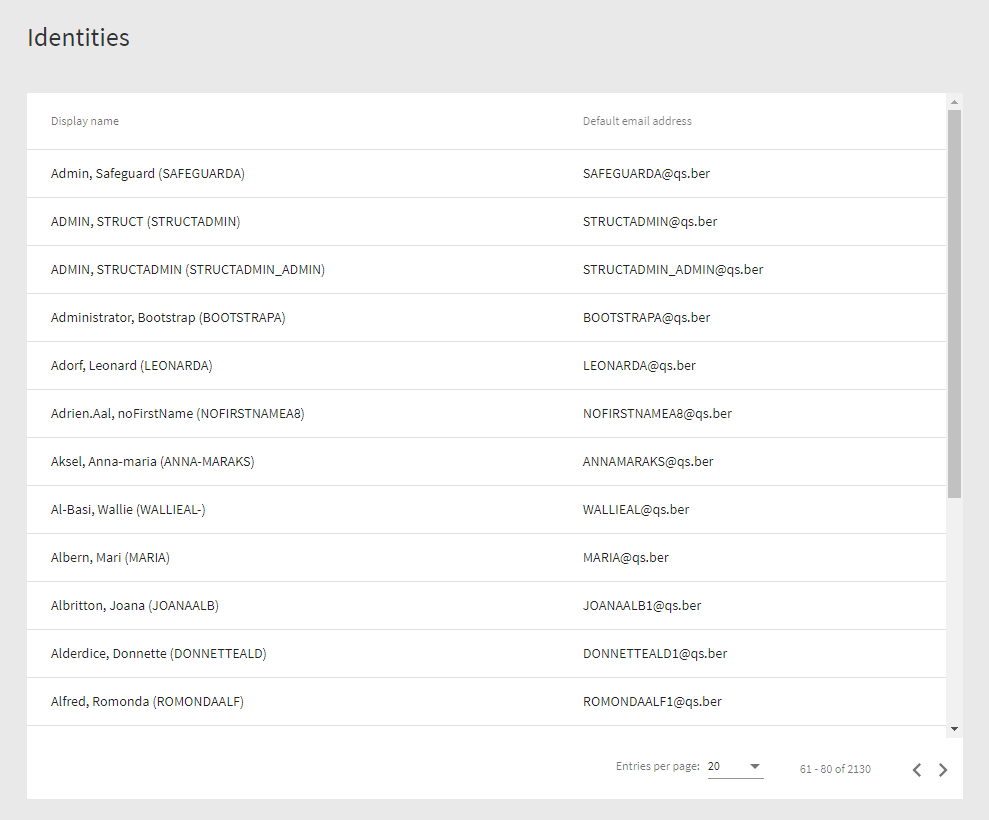 Identities
Display name Default email address
Admin, Safeguard (SAFEGUARDA) SAFEGUARDA@qs.ber
ADMIN, STRUCT (STRUCTADMIN) STRUCTADMIN@qs.ber
ADMIN, STRUCTADMIN (STRUCTADMIN_ADMIN) STRUCTADMIN_ADMIN@qs.ber
Administrator, Bootstrap (BOOTSTRAPA) BOOTSTRAPA@qs.ber
Adorf, Leonard (LEONARDA) LEONARDA@qs.ber
Adrien.Aal, noFirstName (NOFIRSTNAMEA8) NOFIRSTNAMEA8@qs.ber
Aksel, Anna-maria (ANNA-MARAKS) ANNAMARAKS@qs.ber
Al-Basi, Wallie (WALLIEAL-) WALLIEAL@qs.ber
Albern, Mari (MARIA) MARIA@qs.ber
Albritton, Joana (JOANAALB) JOANAALB1@qs.ber
Alderdice, Donnette (DONNETTEALD) DONNETTEALD1@qs.ber
Alfred, Romonda (ROMONDAALF) ROMONDAALF1@qs.ber
Entries per page: 20 61 - 80 of 2130